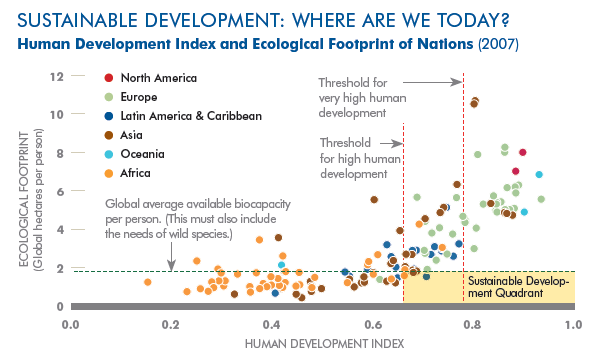 SUSTAINABLE DEVELOPMENT: WHERE ARE WE TODAY?
Human Development Index and Ecological Footprint of Nations (2007)
ECOLOGICAL FOOTPRINT
(Global hectares per person)
12
10
8
6
4
2
0
North America
Europe
Latin America & Caribbean
Asia
Oceania
Africa
Threshold for
very high human
development
Threshold
for high human
development
Global average available biocapacity
per person. (This must also include
the needs of wild species.)
Sustainable Develop-
ment Quadrant
0.0
0.2
0.4
0.6
0.8
1.0
HUMAN DEVELOPMENT INDEX